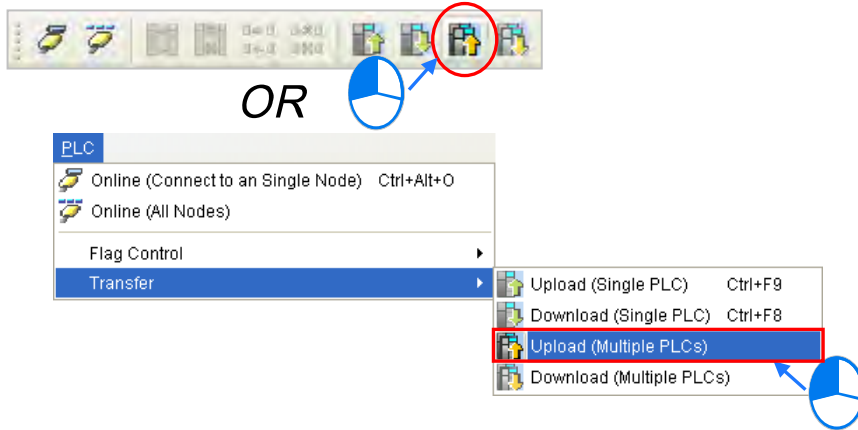 OR
PLC
Online (Connect to an Single Node) Ctrl+Alt+O
Online (All Nodes)
Flag Control
Transfer
Upload (Single PLC) Ctrl+F9
Download (Single PLC) Ctrl+F8
Upload (Multiple PLCs)
Download (Multiple PLCs)